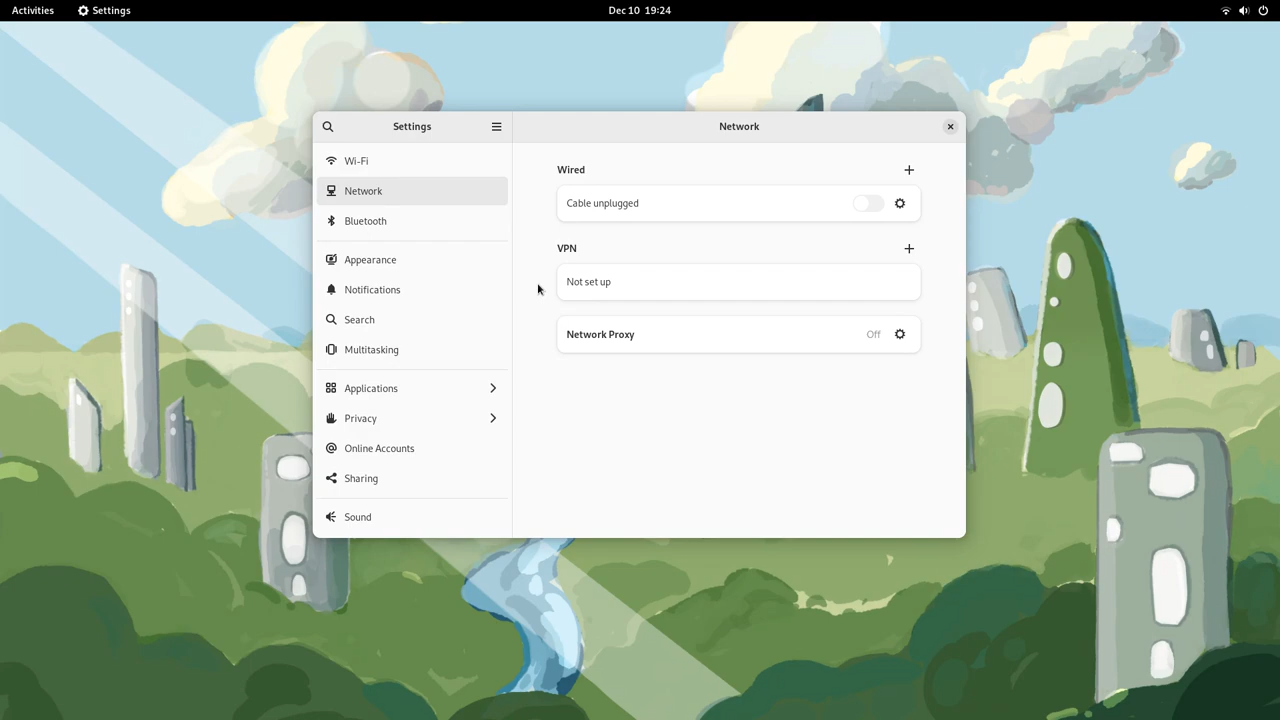 Activities
Settings
Dec 10 19:24
Settings
Network
Wi-Fi
Network
Bluetooth
Appearance
Notifications
Search
Multitasking
Applications
Privacy
Online Accounts
Sharing
Sound
Wired
Cable unplugged
VPN
Not set up
Network Proxy
Off